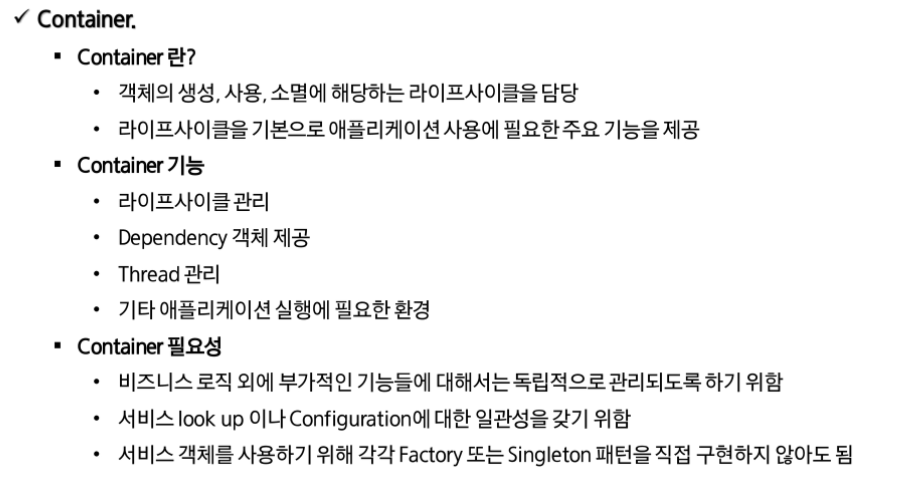 ✓ Container.
▪ Container 란?
• 객체의 생성, 사용, 소멸에 해당하는 라이프사이클을 담당
• 라이프사이클을 기본으로 애플리케이션 사용에 필요한 주요 기능을 제공
▪ Container 기능
• 라이프사이클 관리
• Dependency 객체 제공
• Thread 관리
• 기타 애플리케이션 실행에 필요한 환경
▪ Container 필요성
• 비즈니스 로직 외에 부가적인 기능들에 대해서는 독립적으로 관리되도록 하기 위함
• 서비스 look up 이나 Configuration에 대한 일관성을 갖기 위함
• 서비스 객체를 사용하기 위해 각각 Factory 또는 Singleton 패턴을 직접 구현하지 않아도 됨